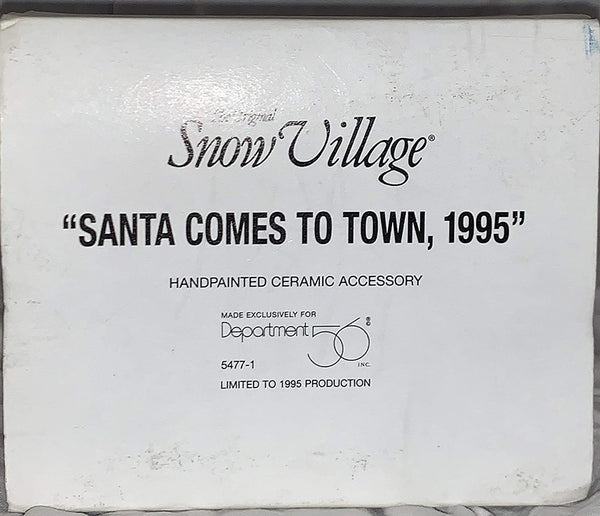 The Original
Snow Village®
“SANTA COMES TO TOWN, 1995”
HANDPAINTED CERAMIC ACCESSORY
MADE EXCLUSIVELY FOR
Department 56®
INC.
5477-1
LIMITED TO 1995 PRODUCTION